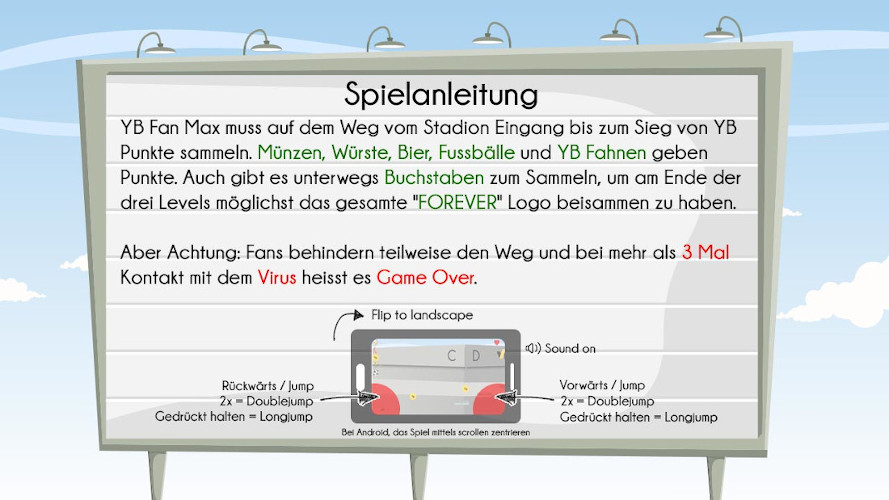 Spielanleitung
YB Fan Max muss auf dem Weg vom Stadion Eingang bis zum Sieg von YB
Punkte sammeln. Münzen, Würste, Bier, Fussbälle und YB Fahnen geben
Punkte. Auch gibt es unterwegs Buchstaben zum Sammeln, um am Ende der
drei Levels möglichst das gesamte "FOREVER" Logo beisammen zu haben.
Aber Achtung: Fans behindern teilweise den Weg und bei mehr als 3 Mal
Kontakt mit dem Virus heisst es Game Over.
Flip to landscape
C D
Sound on
Rückwärts / Jump
2x = Doublejump
Gedrückt halten = Longjump
Vorwärts / Jump
2x = Doublejump
Gedrückt halten = Longjump
Bei Android, das Spiel mittels scrollen zentrieren